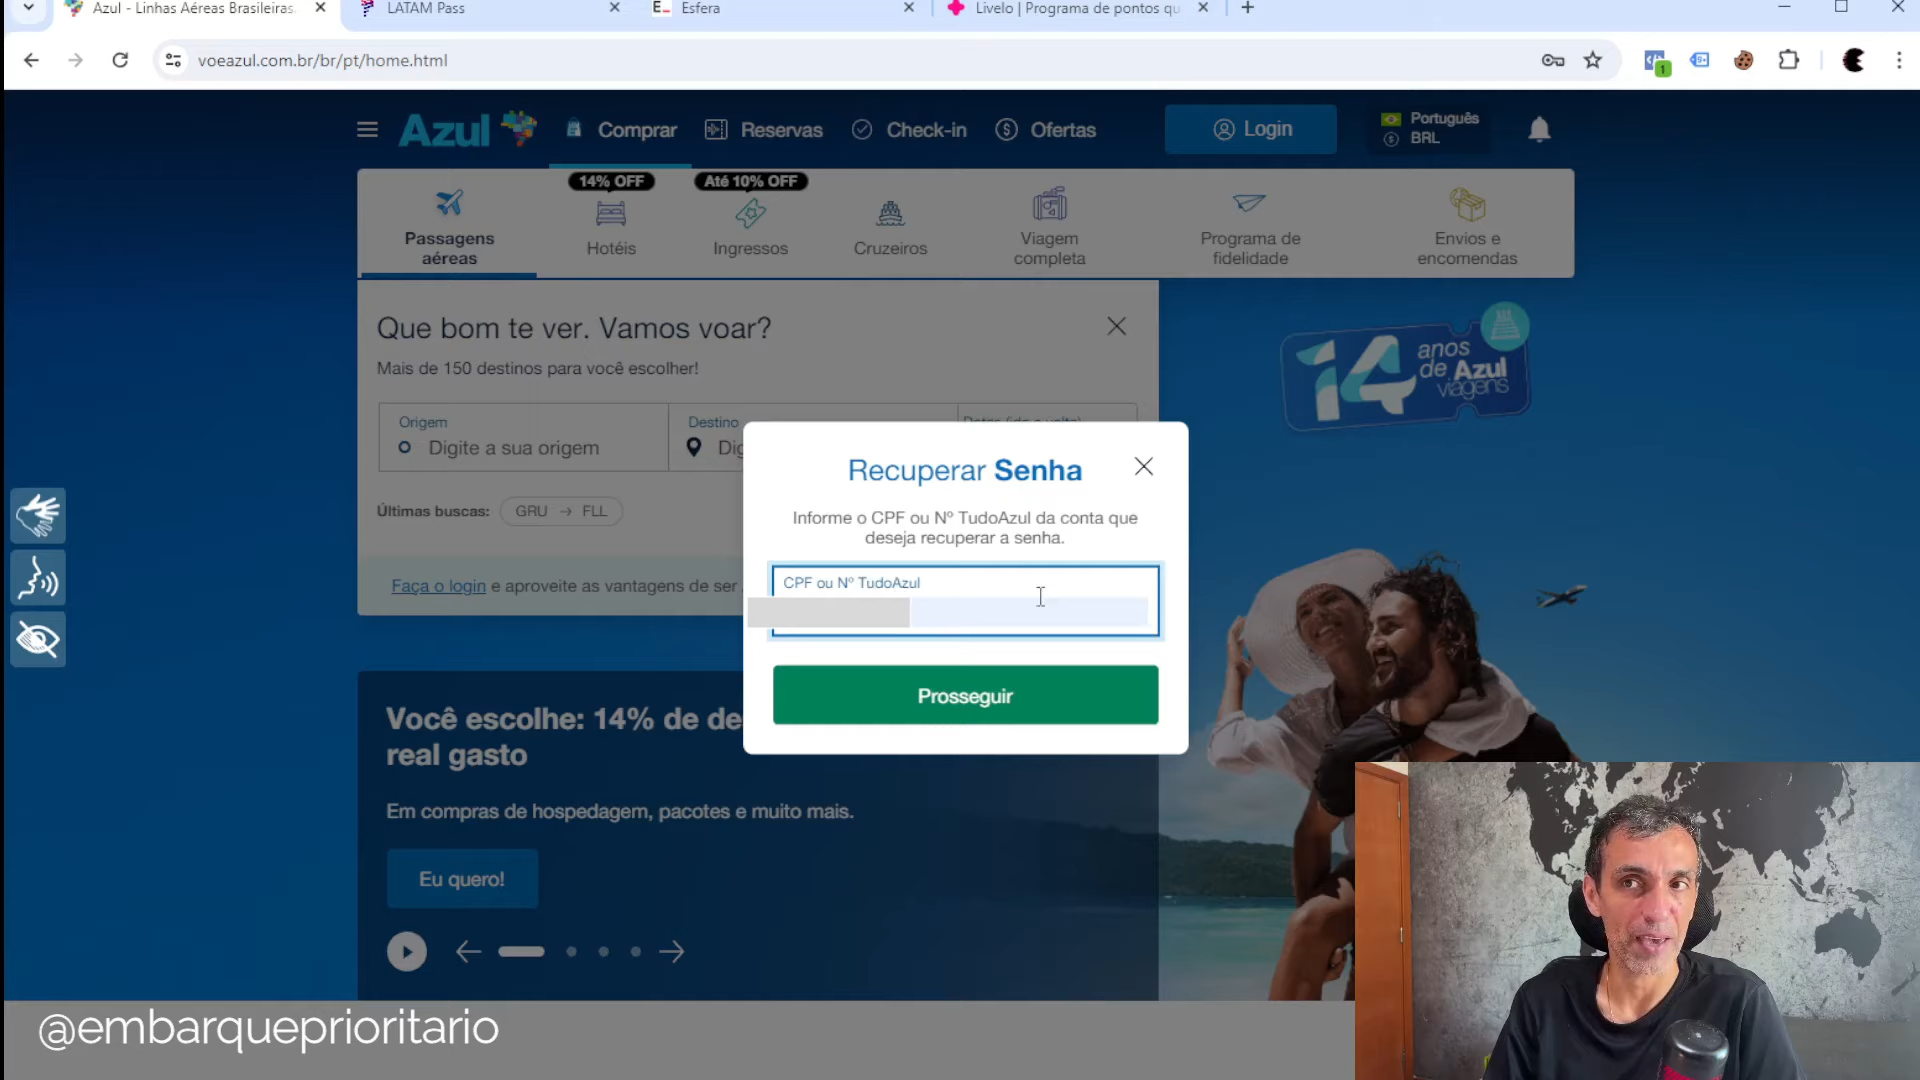 Azul - Linhas Aéreas Brasileiras
LATAM Pass
Esfera
Livelo | Programa de pontos qu
voeazul.com.br/br/pt/home.html
1
9+
Azul
Comprar
Reservas
Check-in
Ofertas
Login
Português
BRL
14% OFF
Até 10% OFF
Passagens
aéreas
Hotéis
Ingressos
Cruzeiros
Viagem
completa
Programa de
fidelidade
Envios e
encomendas
Que bom te ver. Vamos voar?
Mais de 150 destinos para você escolher!
14 anos
de Azul
viagens
Origem
Digite a sua origem
Destino
Dig
Últimas buscas:
GRU → FLL
Faça o login e aproveite as vantagens de ser
Recuperar Senha
Informe o CPF ou Nº TudoAzul da conta que
deseja recuperar a senha.
CPF ou Nº TudoAzul
Prosseguir
Você escolhe: 14% de de
real gasto
Em compras de hospedagem, pacotes e muito mais.
Eu quero!
@embarqueprioritario